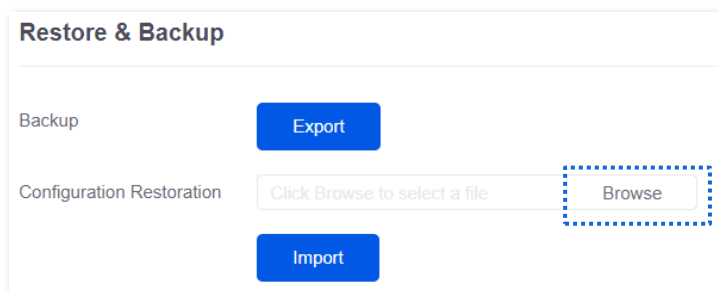 Restore & Backup
Backup
Export
Configuration Restoration
Click Browse to select a file
Browse
Import